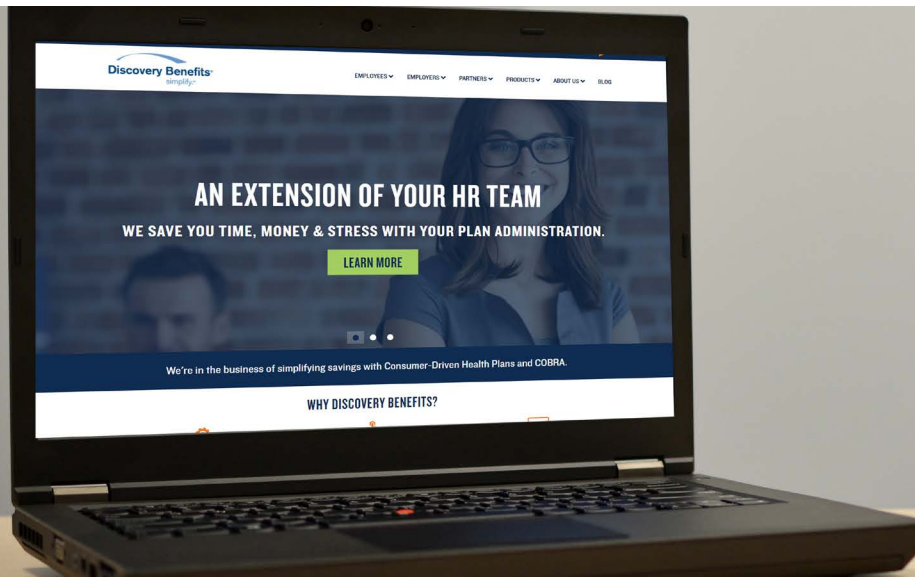 Discovery Benefits
simplify.
EMPLOYEES
EMPLOYERS
PARTNERS
PRODUCTS
ABOUT US
BLOG
AN EXTENSION OF YOUR HR TEAM
WE SAVE YOU TIME, MONEY & STRESS WITH YOUR PLAN ADMINISTRATION.
LEARN MORE
We're in the business of simplifying savings with Consumer-Driven Health Plans and COBRA.
WHY DISCOVERY BENEFITS?